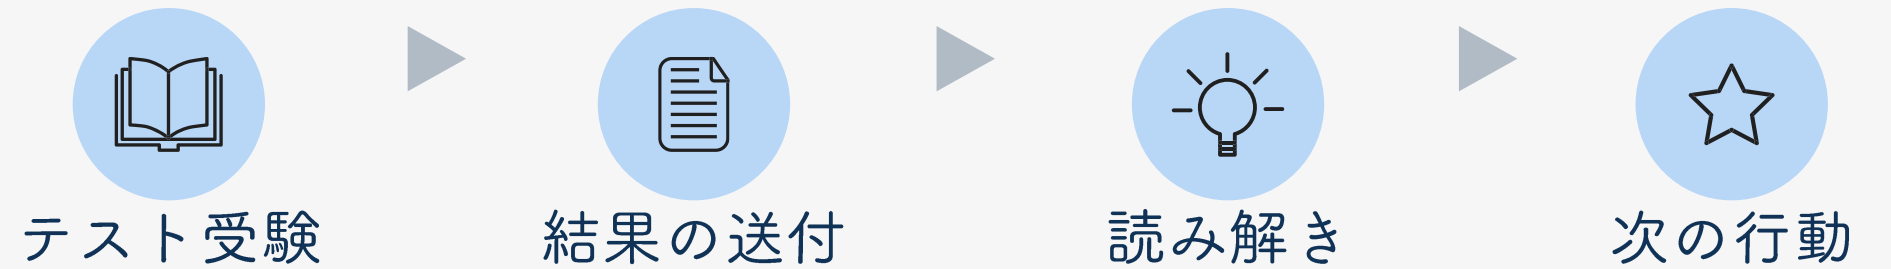 テスト受験
結果の送付
読み解き
次の行動